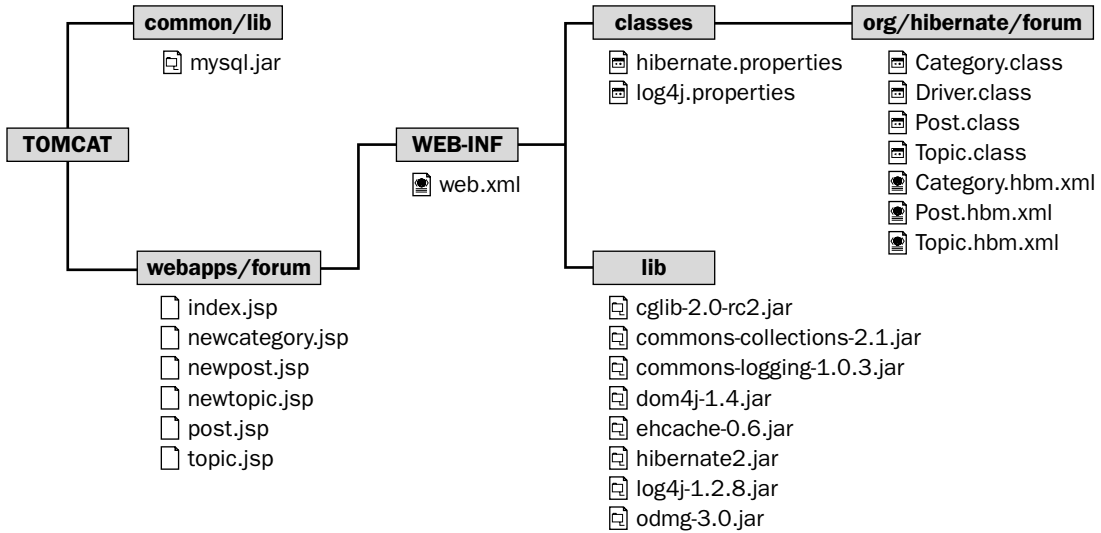 common/lib
mysql.jar
TOMCAT
webapps/forum
index.jsp
newcategory.jsp
newpost.jsp
newtopic.jsp
post.jsp
topic.jsp
WEB-INF
web.xml
classes
hibernate.properties
log4j.properties
org/hibernate/forum
Category.class
Driver.class
Post.class
Topic.class
Category.hbm.xml
Post.hbm.xml
Topic.hbm.xml
lib
cglib-2.0-rc2.jar
commons-collections-2.1.jar
commons-logging-1.0.3.jar
dom4j-1.4.jar
ehcache-0.6.jar
hibernate2.jar
log4j-1.2.8.jar
odmg-3.0.jar